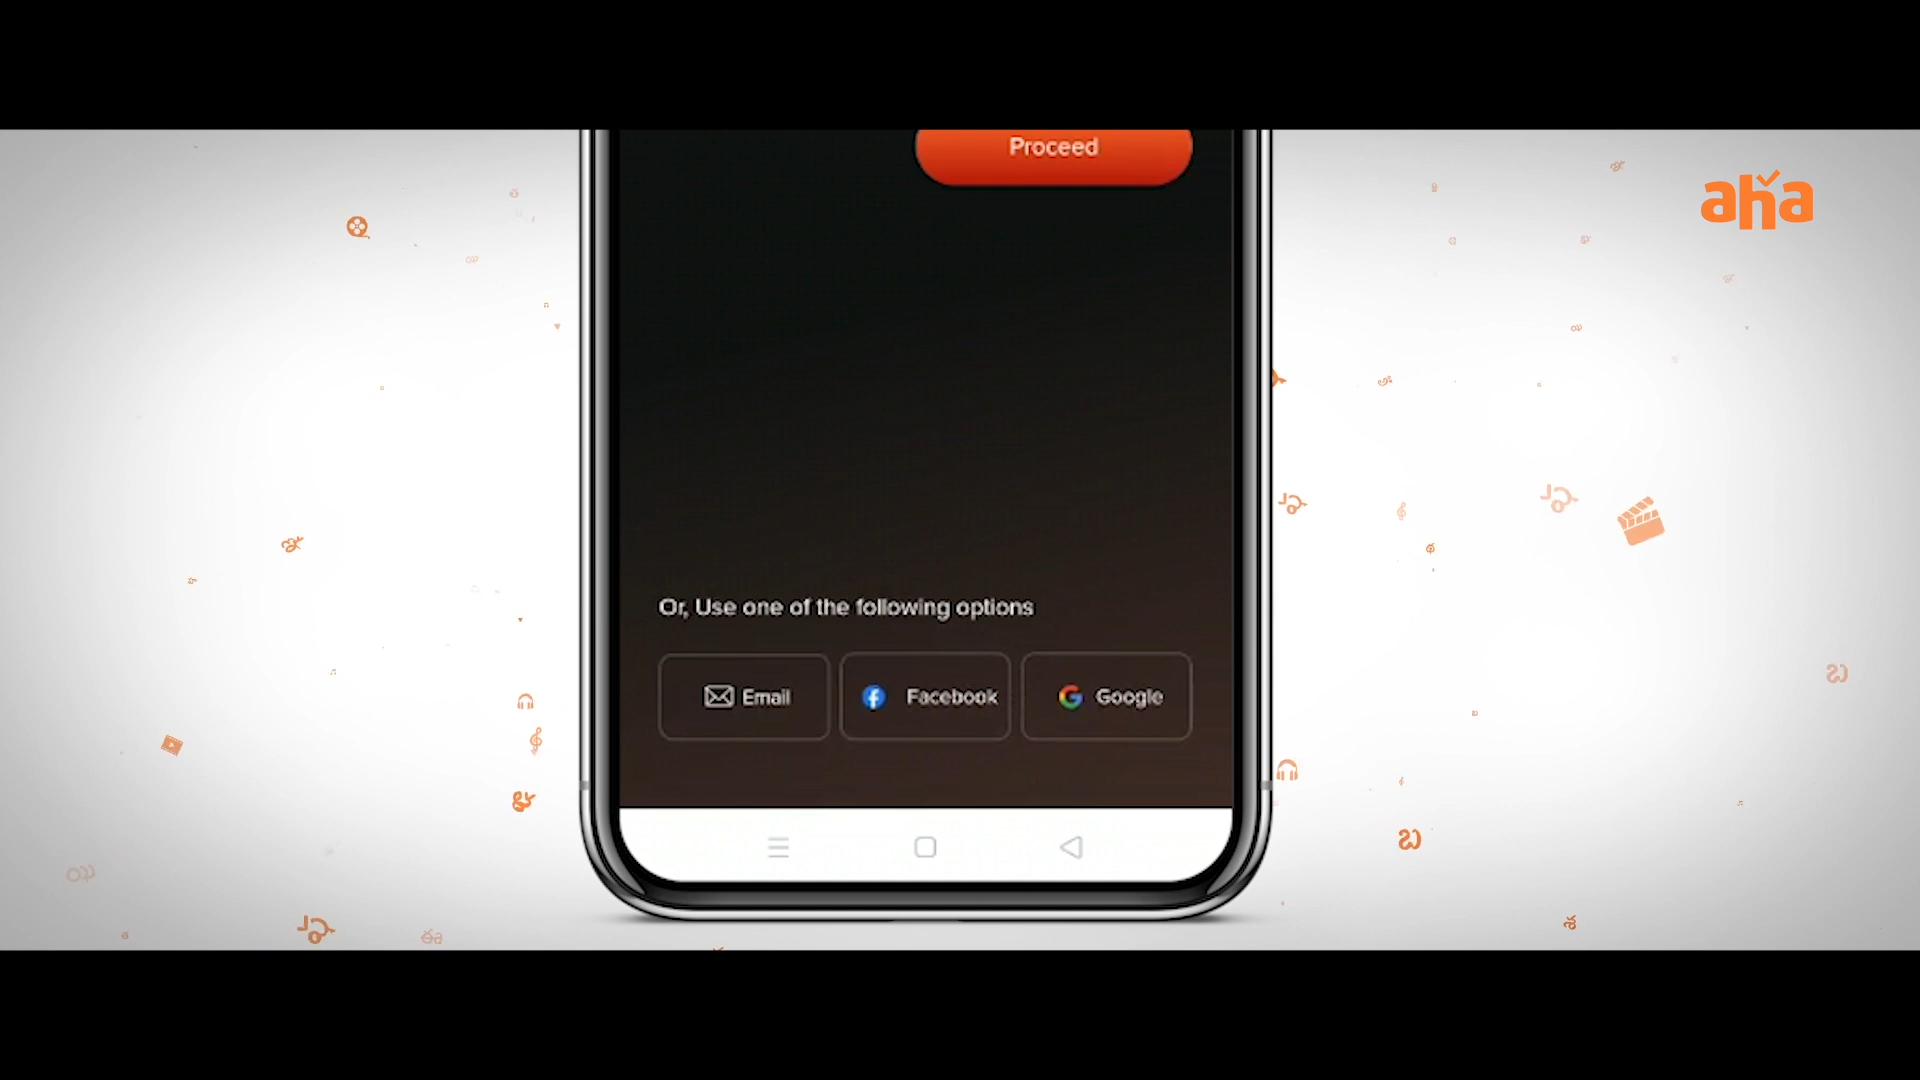 Proceed
aha
Or, Use one of the following options
Email
Facebook
Google